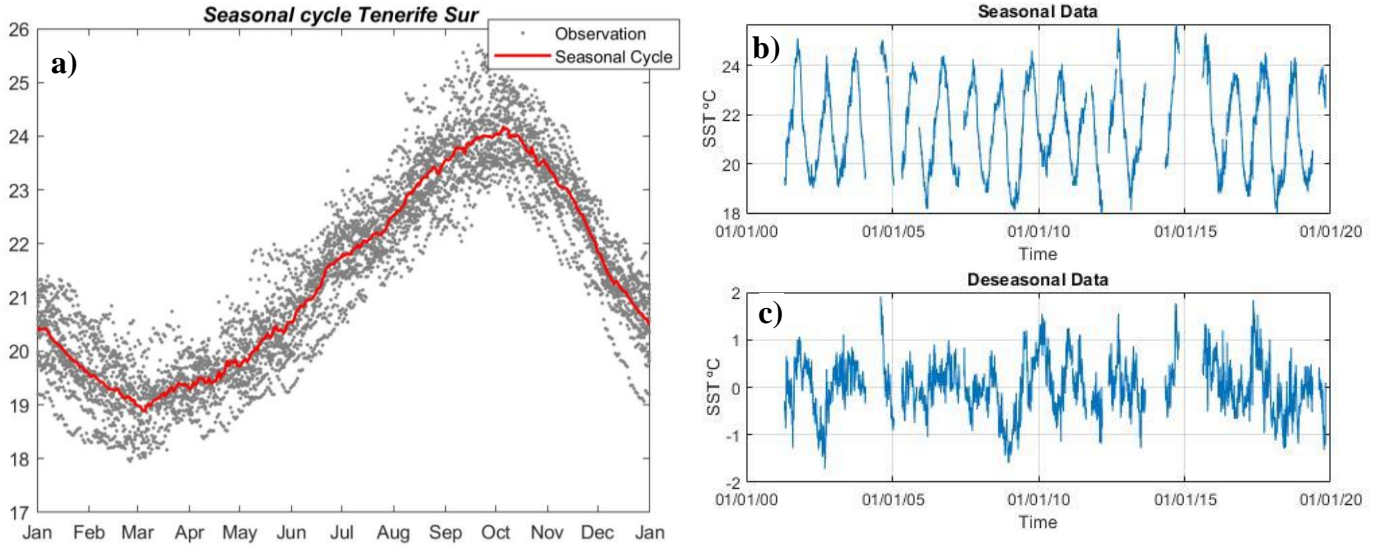 Seasonal cycle Tenerife Sur
a)
Observation
Seasonal Cycle
26
25
24
23
22
21
20
19
18
17
Jan Feb Mar Apr May Jun Jul Aug Sep Oct Nov Dec Jan
Seasonal Data
b)
SST ºC
24
22
20
18
01/01/00 01/01/05 01/01/10 01/01/15 01/01/20
Time
Deseasonal Data
c)
SST ºC
2
1
0
-1
-2
01/01/00 01/01/05 01/01/10 01/01/15 01/01/20
Time